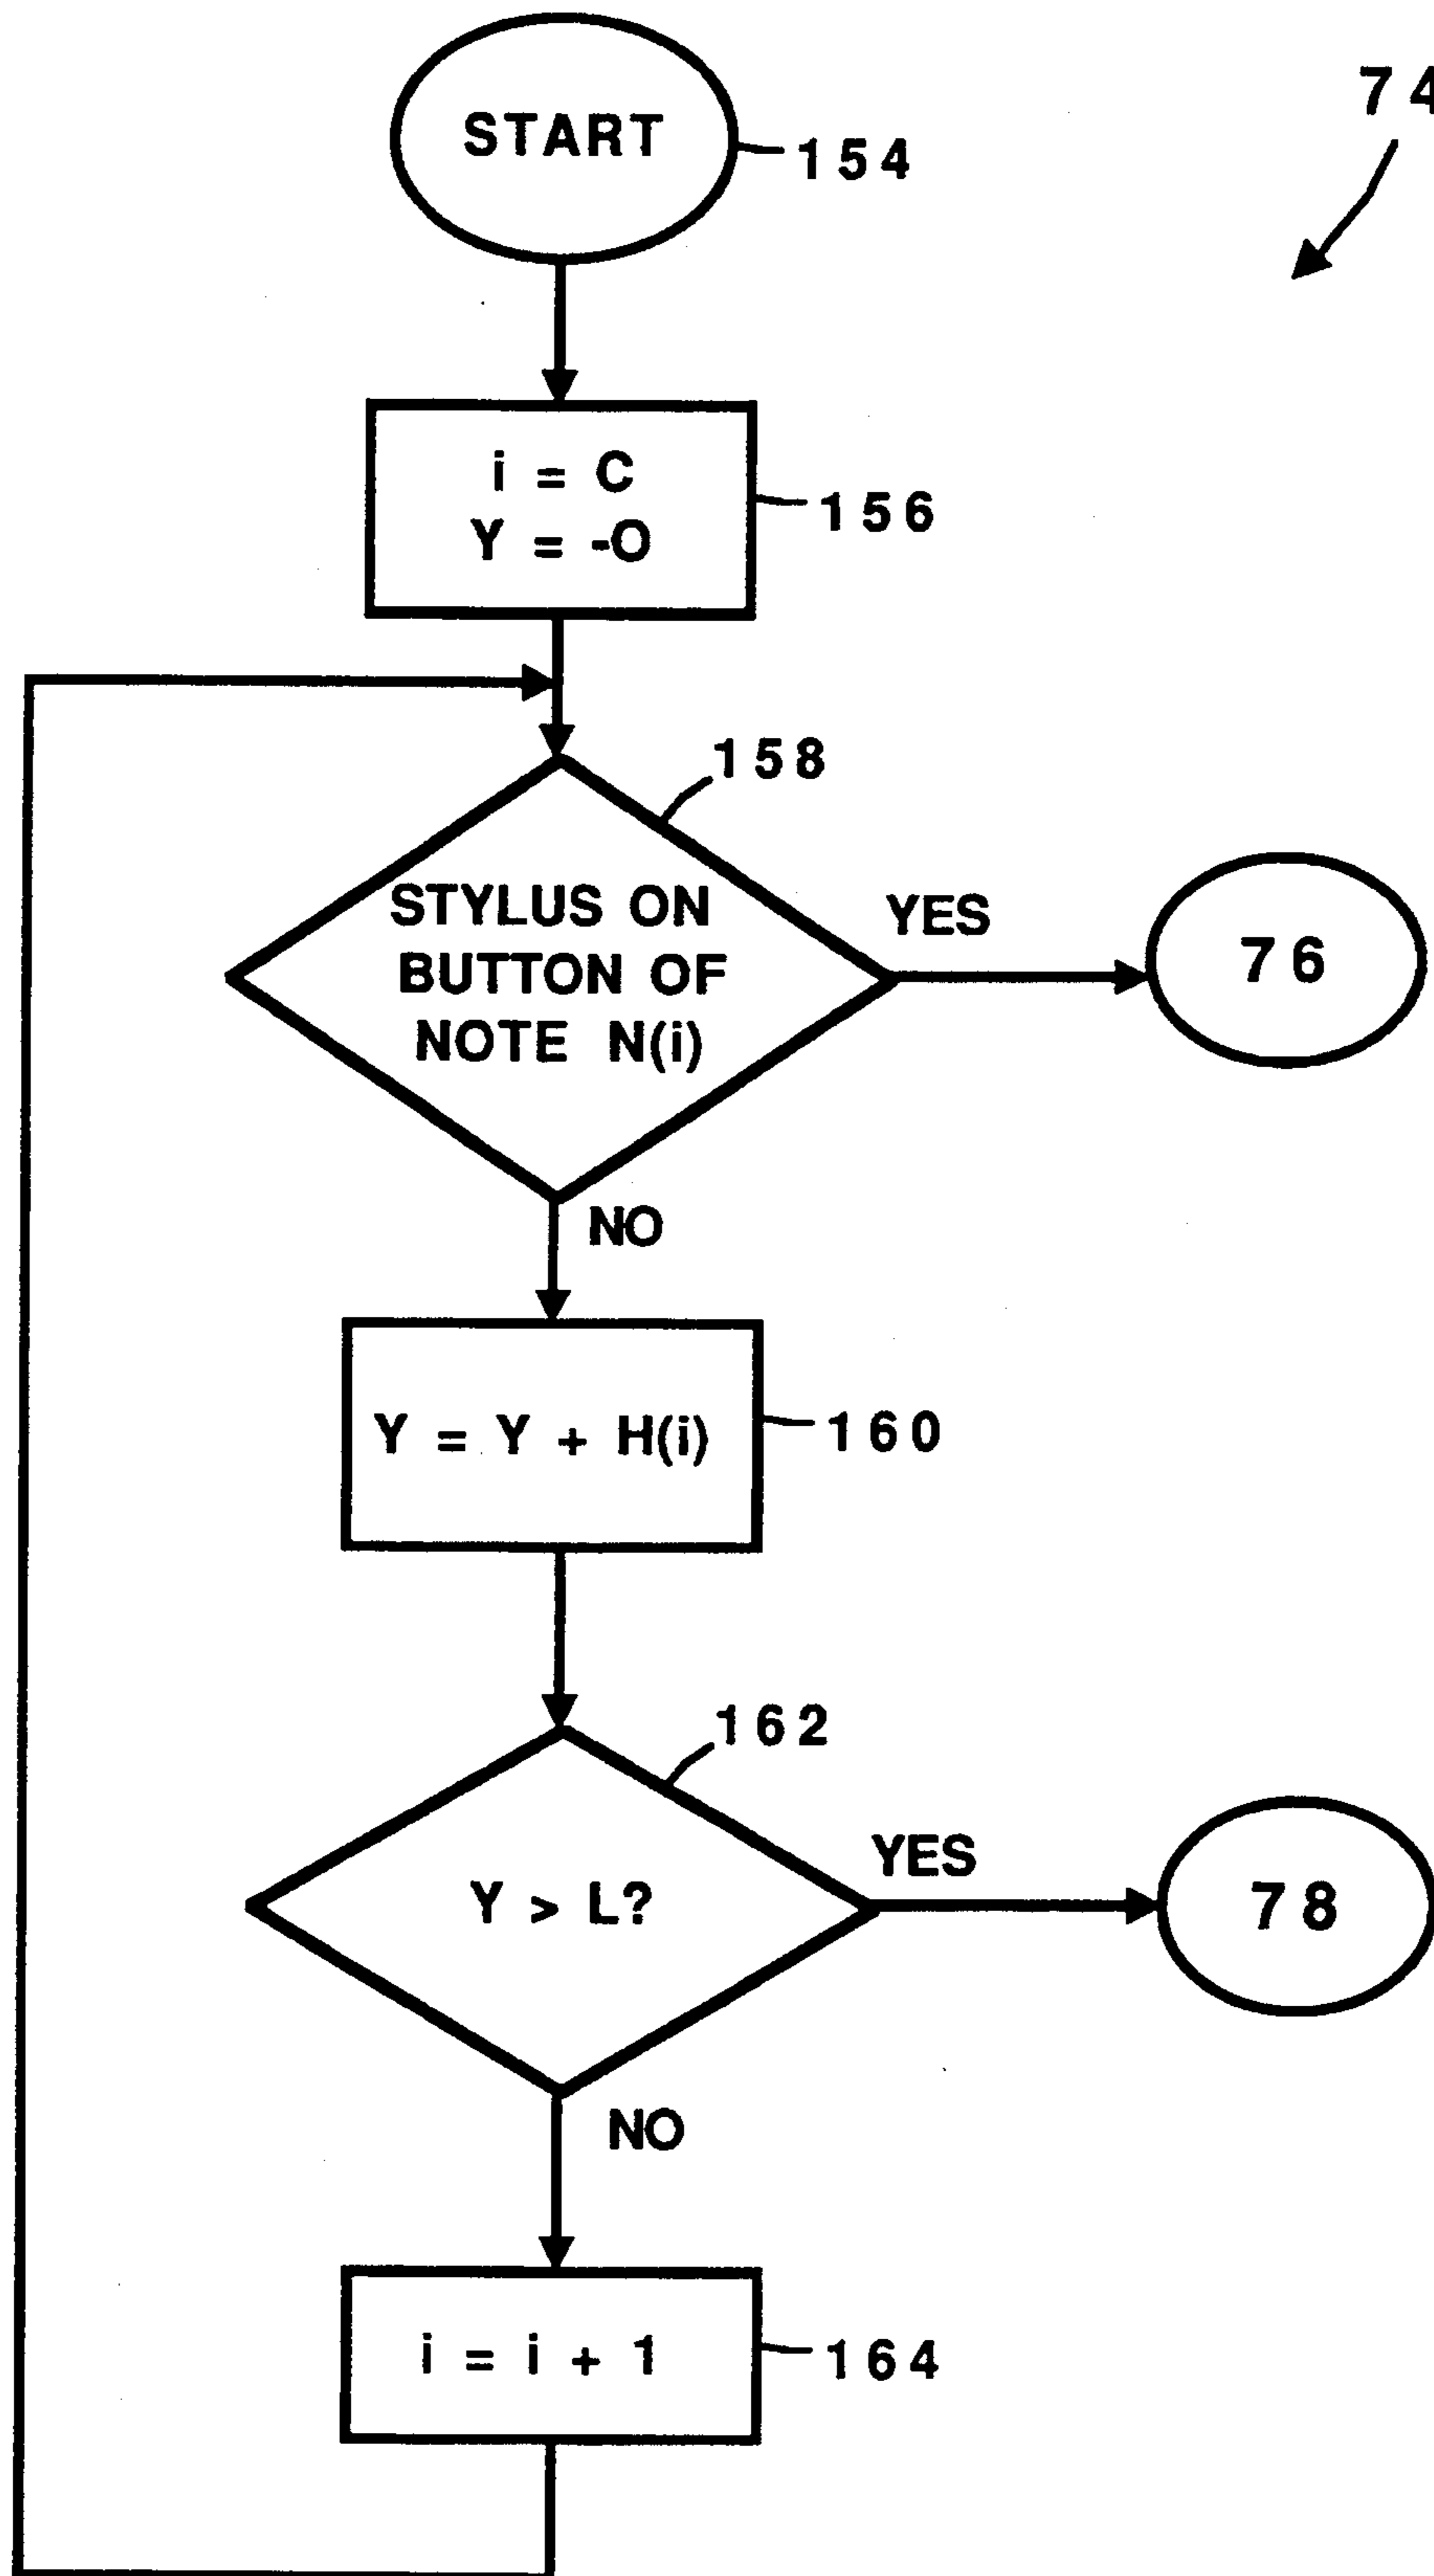 74
START
154
i = C
Y = -O
156
158
STYLUS ON
BUTTON OF
NOTE N(i)
YES
76
NO
Y = Y + H(i)
160
162
Y > L?
YES
78
NO
i = i + 1
164